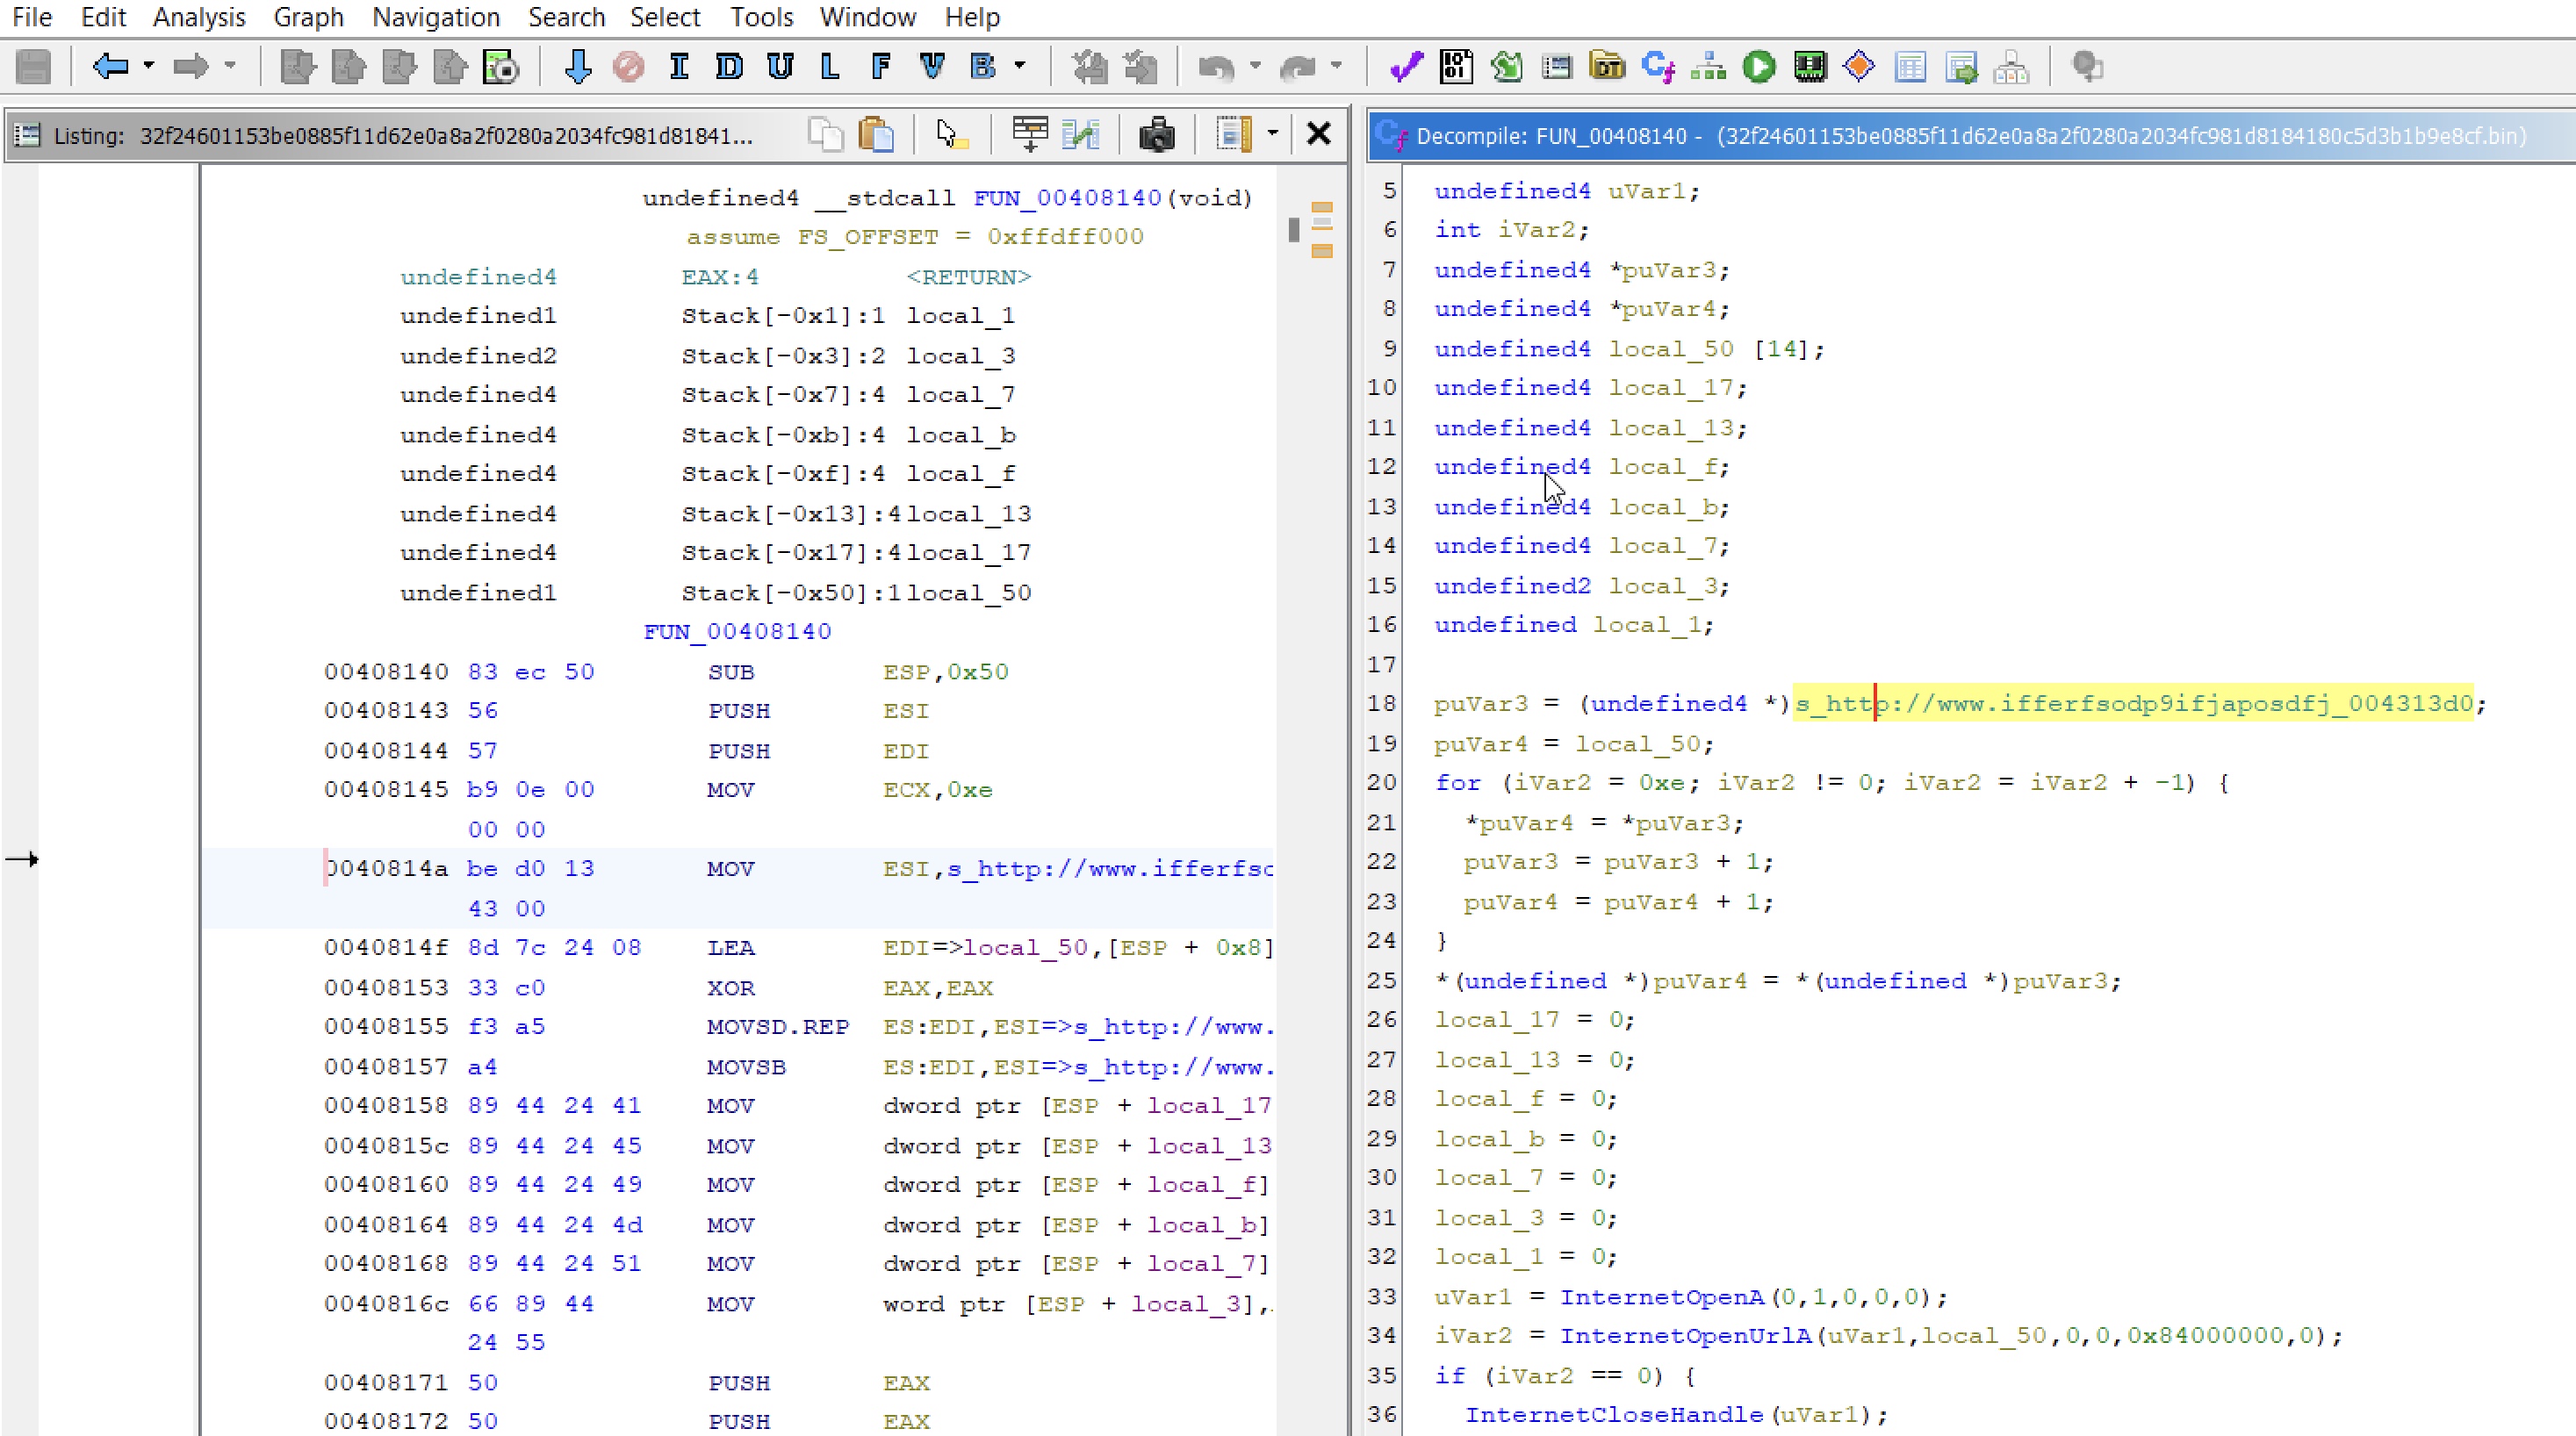 File Edit Analysis Graph Navigation Search Select Tools Window Help
I D U L F V B
Listing: 32f24601153be0885f11d62e0a8a2f0280a2034fc981d81841...
undefined4 __stdcall FUN_00408140(void)
assume FS_OFFSET = 0xffdff000
undefined4 EAX:4 <RETURN>
undefined1 Stack[-0x1]:1 local_1
undefined2 Stack[-0x3]:2 local_3
undefined4 Stack[-0x7]:4 local_7
undefined4 Stack[-0xb]:4 local_b
undefined4 Stack[-0xf]:4 local_f
undefined4 Stack[-0x13]:4 local_13
undefined4 Stack[-0x17]:4 local_17
undefined1 Stack[-0x50]:1 local_50
FUN_00408140
00408140 83 ec 50 SUB ESP,0x50
00408143 56 PUSH ESI
00408144 57 PUSH EDI
00408145 b9 0e 00 MOV ECX,0xe
00 00
0040814a be d0 13 MOV ESI,s_http://www.ifferfsc
43 00
0040814f 8d 7c 24 08 LEA EDI=>local_50,[ESP + 0x8]
00408153 33 c0 XOR EAX,EAX
00408155 f3 a5 MOVSD.REP ES:EDI,ESI=>s_http://www.
00408157 a4 MOVSB ES:EDI,ESI=>s_http://www.
00408158 89 44 24 41 MOV dword ptr [ESP + local_17
0040815c 89 44 24 45 MOV dword ptr [ESP + local_13
00408160 89 44 24 49 MOV dword ptr [ESP + local_f]
00408164 89 44 24 4d MOV dword ptr [ESP + local_b]
00408168 89 44 24 51 MOV dword ptr [ESP + local_7]
0040816c 66 89 44 MOV word ptr [ESP + local_3],.
24 55
00408171 50 PUSH EAX
00408172 50 PUSH EAX
Decompile: FUN_00408140 - (32f24601153be0885f11d62e0a8a2f0280a2034fc981d8184180c5d3b1b9e8cf.bin)
5 undefined4 uVar1;
6 int iVar2;
7 undefined4 *puVar3;
8 undefined4 *puVar4;
9 undefined4 local_50 [14];
10 undefined4 local_17;
11 undefined4 local_13;
12 undefined4 local_f;
13 undefined4 local_b;
14 undefined4 local_7;
15 undefined2 local_3;
16 undefined local_1;
17
18 puVar3 = (undefined4 *)s_http://www.ifferfsodp9ifjaposdfj_004313d0;
19 puVar4 = local_50;
20 for (iVar2 = 0xe; iVar2 != 0; iVar2 = iVar2 + -1) {
21 *puVar4 = *puVar3;
22 puVar3 = puVar3 + 1;
23 puVar4 = puVar4 + 1;
24 }
25 *(undefined *)puVar4 = *(undefined *)puVar3;
26 local_17 = 0;
27 local_13 = 0;
28 local_f = 0;
29 local_b = 0;
30 local_7 = 0;
31 local_3 = 0;
32 local_1 = 0;
33 uVar1 = InternetOpenA(0,1,0,0,0);
34 iVar2 = InternetOpenUrlA(uVar1,local_50,0,0,0x84000000,0);
35 if (iVar2 == 0) {
36 InternetCloseHandle(uVar1);